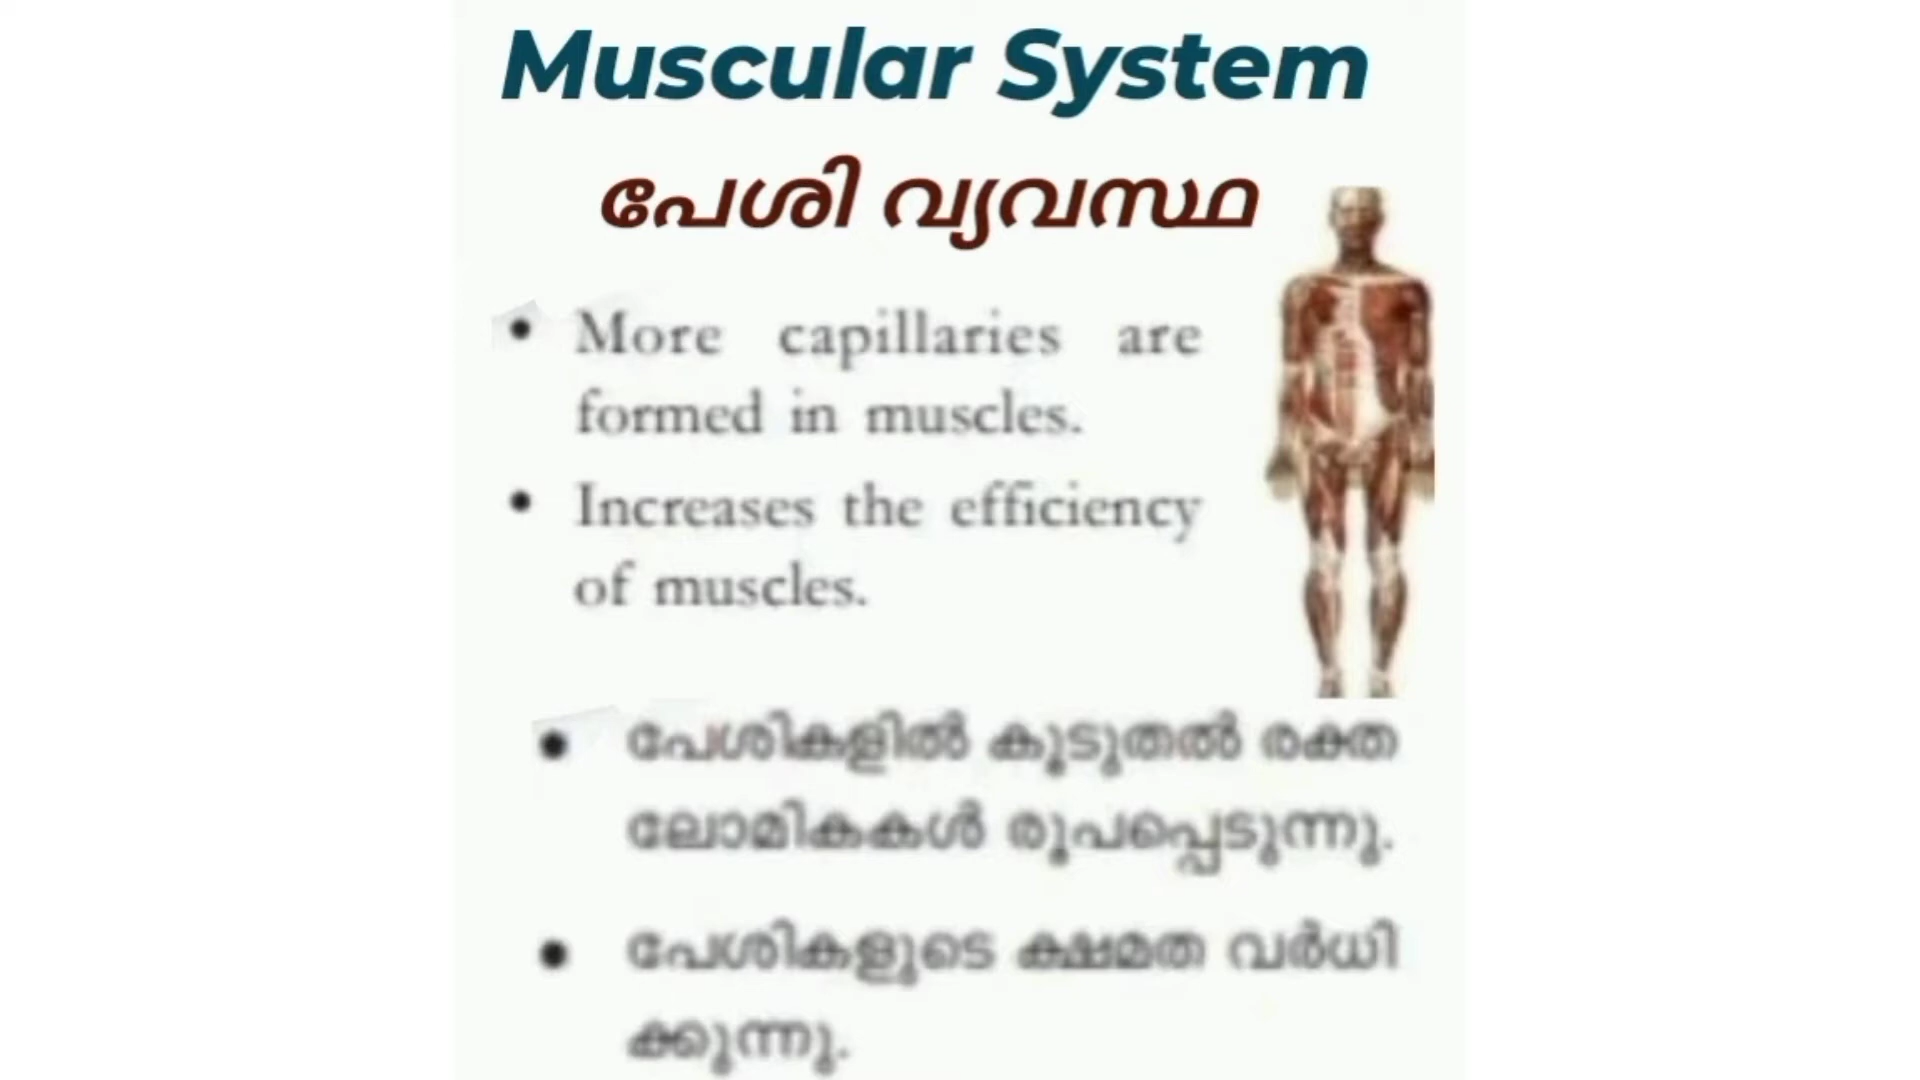 Muscular System
പേശി വ്യവസ്ഥ
• More capillaries are
formed in muscles.
• Increases the efficiency
of muscles.
• പേശികളിൽ കൂടുതൽ രക്ത
ലോമികകൾ രൂപപ്പെടുന്നു.
• പേശികളുടെ ക്ഷമത വർധി
ക്കുന്നു.